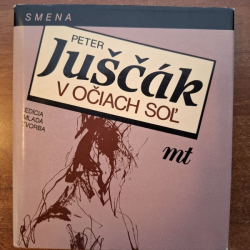 SMENA
PETER
Juščák
V OČIACH SOĽ
EDÍCIA
MLADÁ
TVORBA
mt